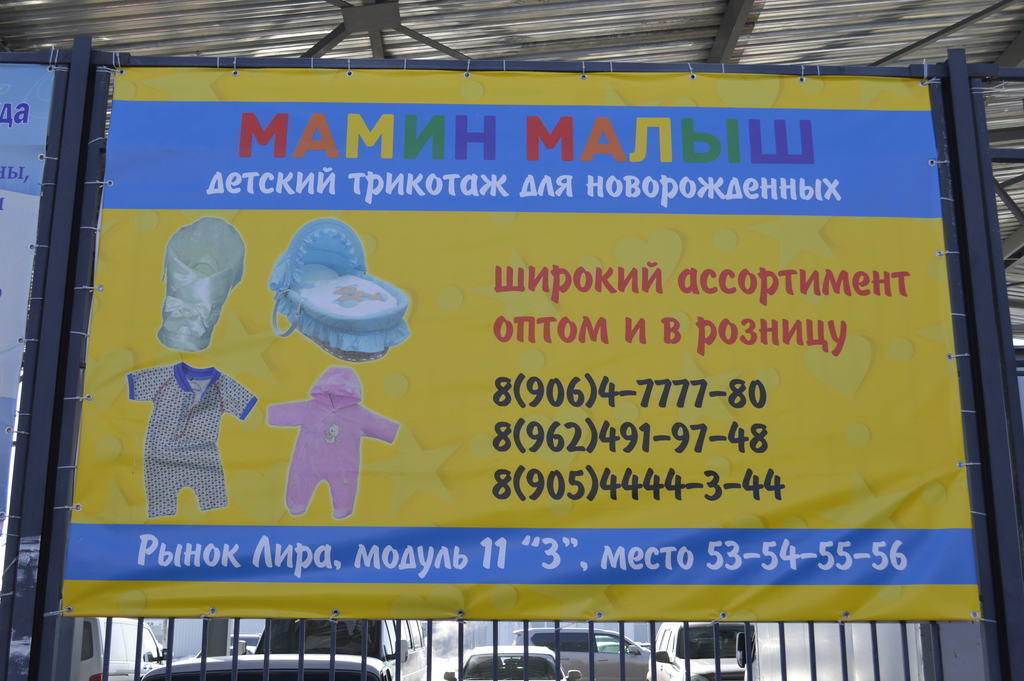 МАМИН МАЛЫШ
детский трикотаж для новорожденных
широкий ассортимент
оптом и в розницу
8(906)4-7777-80
8(962)491-97-48
8(905)4444-3-44
Рынок Лира, модуль 11 "З", место 53-54-55-56